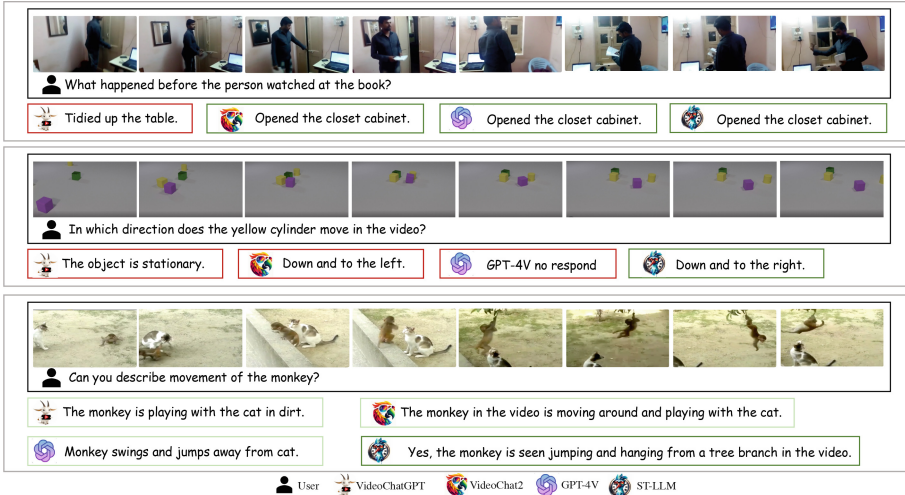 What happened before the person watched at the book?
Tidied up the table.
Opened the closet cabinet.
Opened the closet cabinet.
Opened the closet cabinet.
In which direction does the yellow cylinder move in the video?
The object is stationary.
Down and to the left.
GPT-4V no respond
Down and to the right.
Can you describe movement of the monkey?
The monkey is playing with the cat in dirt.
The monkey in the video is moving around and playing with the cat.
Monkey swings and jumps away from cat.
Yes, the monkey is seen jumping and hanging from a tree branch in the video.
User VideoChatGPT VideoChat2 GPT-4V ST-LLM